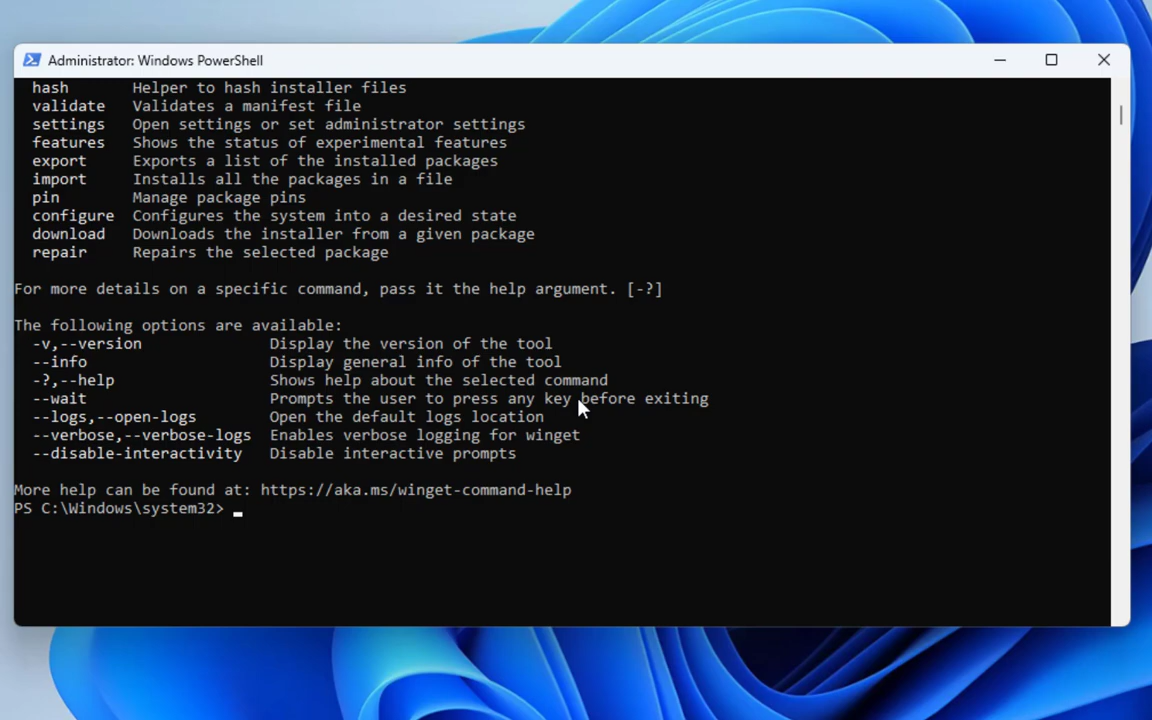 Administrator: Windows PowerShell
hash Helper to hash installer files
validate Validates a manifest file
settings Open settings or set administrator settings
features Shows the status of experimental features
export Exports a list of the installed packages
import Installs all the packages in a file
pin Manage package pins
configure Configures the system into a desired state
download Downloads the installer from a given package
repair Repairs the selected package
For more details on a specific command, pass it the help argument. [-?]
The following options are available:
-v,--version Display the version of the tool
--info Display general info of the tool
-?,--help Shows help about the selected command
--wait Prompts the user to press any key before exiting
--logs,--open-logs Open the default logs location
--verbose,--verbose-logs Enables verbose logging for winget
--disable-interactivity Disable interactive prompts
More help can be found at: https://aka.ms/winget-command-help
PS C:\Windows\system32>